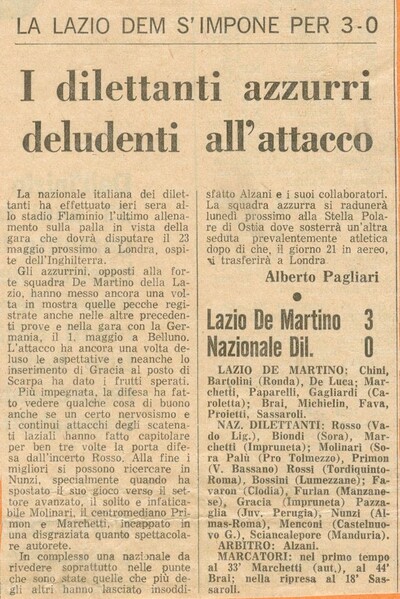 LA LAZIO DEM S'IMPONE PER 3-0
I dilettanti azzurri
deludenti all'attacco
La nazionale italiana dei dilet-
tanti ha effettuato ieri sera al-
lo stadio Flaminio l'ultimo allena-
mento sulla palla in vista della
gara che dovrà disputare il 23
maggio prossimo a Londra, ospi-
te dell'Inghilterra.
Gli azzurrini, opposti alla for-
te squadra De Martino della La-
zio, hanno messo ancora una vol-
ta in mostra quelle pecche regi-
strate anche nelle altre preceden-
ti prove e nella gara con la Ger-
mania, il 1. maggio a Belluno.
L'attacco ha ancora una volta de-
luso le aspettative e neanche lo
inserimento di Gracia al posto di
Scarpa ha dato i frutti sperati.
Più impegnata, la difesa ha fat-
to vedere qualche cosa di buono
anche se un certo nervosismo e
i continui attacchi degli scatena-
ti laziali hanno fatto capitolare
per ben tre volte la porta difesa
dall'incerto Rosso. Alla fine i
migliori si possono ricercare in
Nunzi, specialmente quando ha
spostato il suo gioco verso il set-
tore avanzato, il solito e infatica-
bile Molinari, il centromediano Pri-
mon e Marchetti, incappato in
una disgraziata quanto spettacola-
re autorete.
In complesso una nazionale da
rivedere soprattutto nelle punte
che sono state quelle che più de-
gli altri hanno lasciato insoddi-
sfatto Alzani e i suoi collaboratori.
La squadra azzurra si radunerà
lunedì prossimo alla Stella Pola-
re di Ostia dove sosterrà un'altra
seduta prevalentemente atletica
dopo di che, il giorno 21 in aereo,
si trasferirà a Londra
Alberto Pagliari
Lazio De Martino 3
Nazionale Dil. 0
LAZIO DE MARTINO: Chini,
Bartolini (Ronda), De Luca; Mar-
chetti, Paparelli, Gagliardi (Ca-
roletta); Brai, Michielin, Fava,
Proietti, Sassaroli.
NAZ. DILETTANTI: Rosso (Va-
do Lig.), Biondi (Sora), Mar-
chetti (Impruneta); Molinari (So-
ra Pali Pro Tolmezzo), Primon
(V. Bassano) Rossi (Tordiquinto-
Roma), Bossini (Lumezzane); Fa-
varon (Clodia), Furlan (Manzane-
se), Gracia (Impruneta) Pazza-
glia (Juv. Perugia), Nunzi (Al-
mas-Roma), Menconi (Castelnuo-
vo G.), Sciancalepore (Manduria).
ARBITRO: Alzani.
MARCATORI: nel primo tempo
al 33' Marchetti (aut.), al 44'
Brai; nella ripresa al 18' Sas-
saroli.